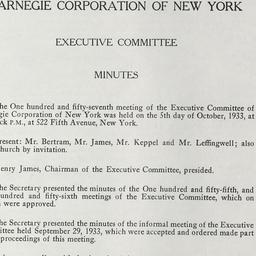 ARNEGIE CORPORATION OF NEW YORK
EXECUTIVE COMMITTEE
MINUTES
he One hundred and fifty-seventh meeting of the Executive Committee of
gie Corporation of New York was held on the 5th day of October, 1933, at
ck P.M., at 522 Fifth Avenue, New York.
resent: Mr. Bertram, Mr. James, Mr. Keppel and Mr. Leffingwell; also
hurch by invitation.
enry James, Chairman of the Executive Committee, presided.
he Secretary presented the minutes of the One hundred and fifty-fifth, and
undred and fifty-sixth meetings of the Executive Committee, which on
were approved.
he Secretary presented the minutes of the informal meeting of the Executive
ittee held September 29, 1933, which were accepted and ordered made part
proceedings of this meeting.